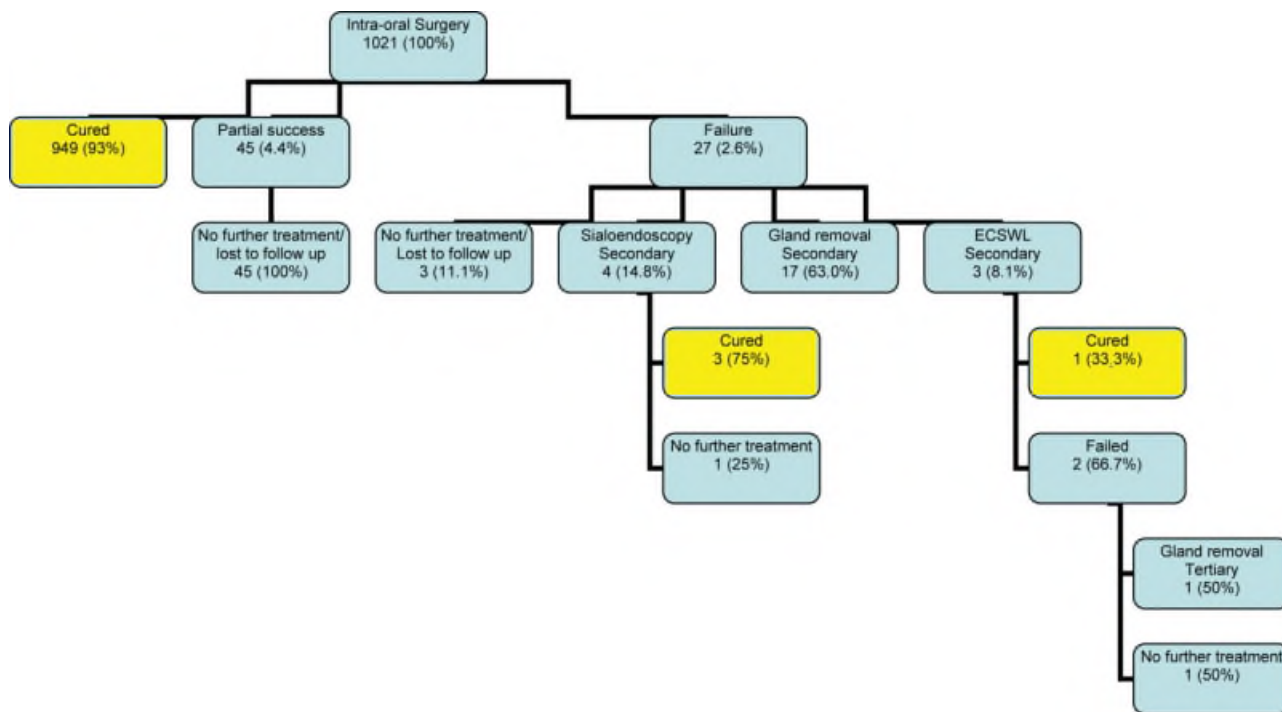 Intra-oral Surgery
1021 (100%)
Cured
949 (93%)
Partial success
45 (4.4%)
Failure
27 (2.6%)
No further treatment/
lost to follow up
45 (100%)
No further treatment/
Lost to follow up
3 (11.1%)
Sialoendoscopy
Secondary
4 (14.8%)
Gland removal
Secondary
17 (63.0%)
ECSWL
Secondary
3 (8.1%)
Cured
3 (75%)
Cured
1 (33.3%)
No further treatment
1 (25%)
Failed
2 (66.7%)
Gland removal
Tertiary
1 (50%)
No further treatment
1 (50%)